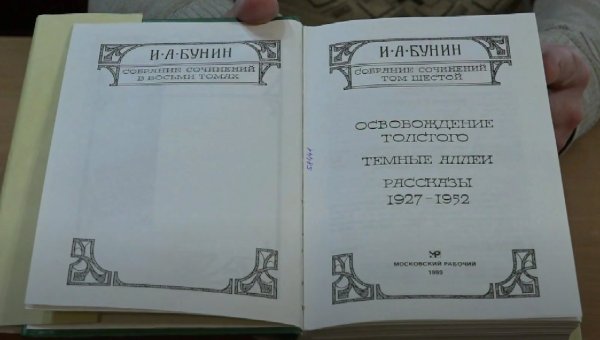 И·А·БУНИН
СОБРАНИЕ СОЧИНЕНИЙ
В ВОСЬМИ ТОМАХ
И·А·БУНИН
СОБРАНИЕ СОЧИНЕНИЙ
ТОМ ШЕСТОЙ
ОСВОБОЖДЕНИЕ
ТОЛСТОГО
ТЕМНЫЕ АЛЛЕИ
РАССКАЗЫ
1927–1952
МОСКОВСКИЙ РАБОЧИЙ